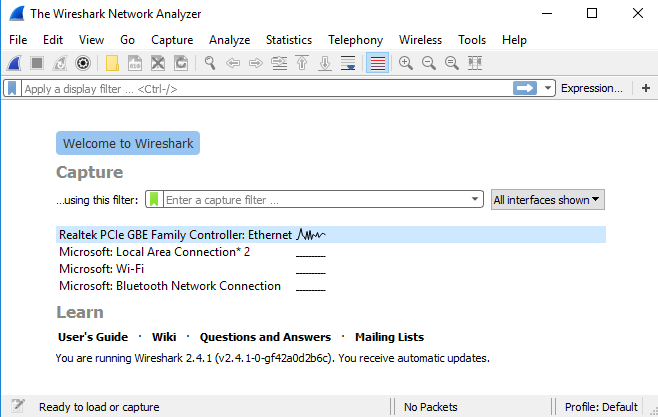 The Wireshark Network Analyzer
File Edit View Go Capture Analyze Statistics Telephony Wireless Tools Help
Apply a display filter ... <Ctrl-/> Expression... +
Welcome to Wireshark
Capture
...using this filter: Enter a capture filter ... All interfaces shown
Realtek PCIe GBE Family Controller: Ethernet
Microsoft: Local Area Connection* 2
Microsoft: Wi-Fi
Microsoft: Bluetooth Network Connection
Learn
User's Guide · Wiki · Questions and Answers · Mailing Lists
You are running Wireshark 2.4.1 (v2.4.1-0-gf42a0d2b6c). You receive automatic updates.
Ready to load or capture No Packets Profile: Default